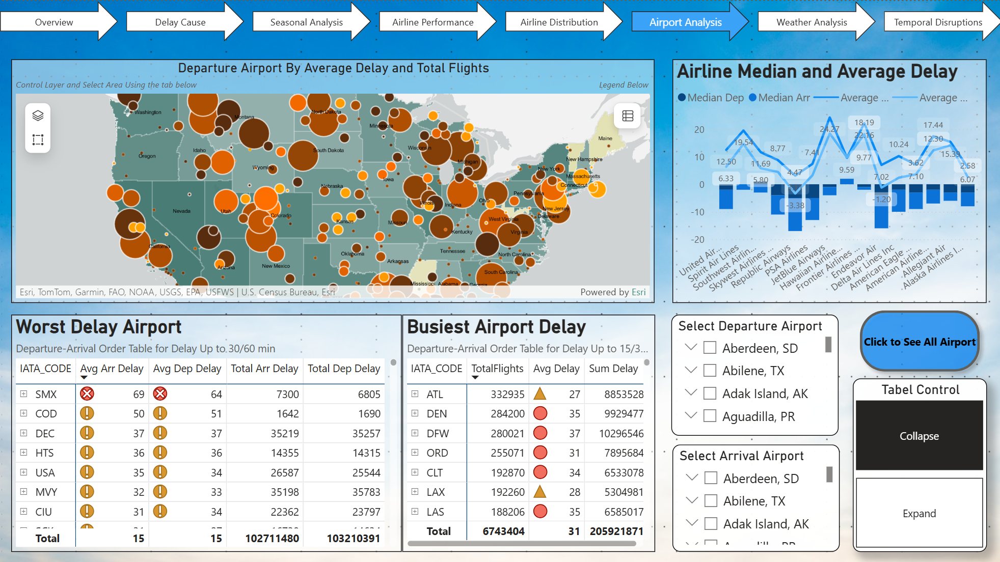 Overview
Delay Cause
Seasonal Analysis
Airline Performance
Airline Distribution
Airport Analysis
Weather Analysis
Temporal Disruptions
Departure Airport By Average Delay and Total Flights
Control Layer and Select Area Using the tab below
Legend Below
Washington
Montana
North Dakota
Minnesota
Maine
Oregon
Idaho
South Dakota
Wisconsin
Wyoming
Michigan
New Hampshire
New York
Massachusetts
Iowa
Nebraska
Connecticut
Pennsylvania
Nevada
Utah
Colorado
Illinois
Indiana
Ohio
New Jersey
Delaware
Kansas
Missouri
West Virginia
Kentucky
Virginia
California
Tennessee
North Carolina
Oklahoma
Arkansas
Arizona
New Mexico
South Carolina
Mississippi
Alabama
Georgia
Esri, TomTom, Garmin, FAO, NOAA, USGS, EPA, USFWS | U.S. Census Bureau, Esri
Powered by Esri
Airline Median and Average Delay
Median Dep
Median Arr
Average ...
Average ...
20
10
0
-10
-20
12.50
6.33
19.54
11.69
5.80
8.77
4.47
-3.38
7.41
24.27
9.59
18.19
22.16
9.77
7.02
-1.20
10.24
3.62
7.10
17.44
12.30
15.39
2.58
6.07
United Air...
Spirit Air Lines
Southwest Airlin...
Skywest Airlines ...
Republic Airways
PSA Airlines
JetBlue Airways
Hawaiian Airline...
Frontier Airlines ...
Endeavor Air
Delta Air Lines Inc
American Eagle ...
American Airline...
Allegiant Air
Alaska Airlines I...
Worst Delay Airport
Departure-Arrival Order Table for Delay Up to 30/60 min
IATA_CODE Avg Arr Delay Avg Dep Delay Total Arr Delay Total Dep Delay
SMX 69 64 7300 6805
COD 50 51 1642 1690
DEC 37 37 35219 35257
HTS 36 36 14355 14315
USA 35 34 26587 25544
MVY 32 33 35198 35783
CIU 31 34 22362 23797
Total 15 15 102711480 103210391
Busiest Airport Delay
Departure-Arrival Order Table for Delay Up to 15/3...
IATA_CODE TotalFlights Avg Delay Sum Delay
ATL 332935 27 8853528
DEN 284200 35 9929477
DFW 280021 37 10296546
ORD 255071 31 7895684
CLT 192870 34 6533078
LAX 192260 28 5304981
LAS 188206 35 6585017
Total 6743404 31 205921871
Select Departure Airport
Aberdeen, SD
Abilene, TX
Adak Island, AK
Aguadilla, PR
Select Arrival Airport
Aberdeen, SD
Abilene, TX
Adak Island, AK
Click to See All Airport
Tabel Control
Collapse
Expand